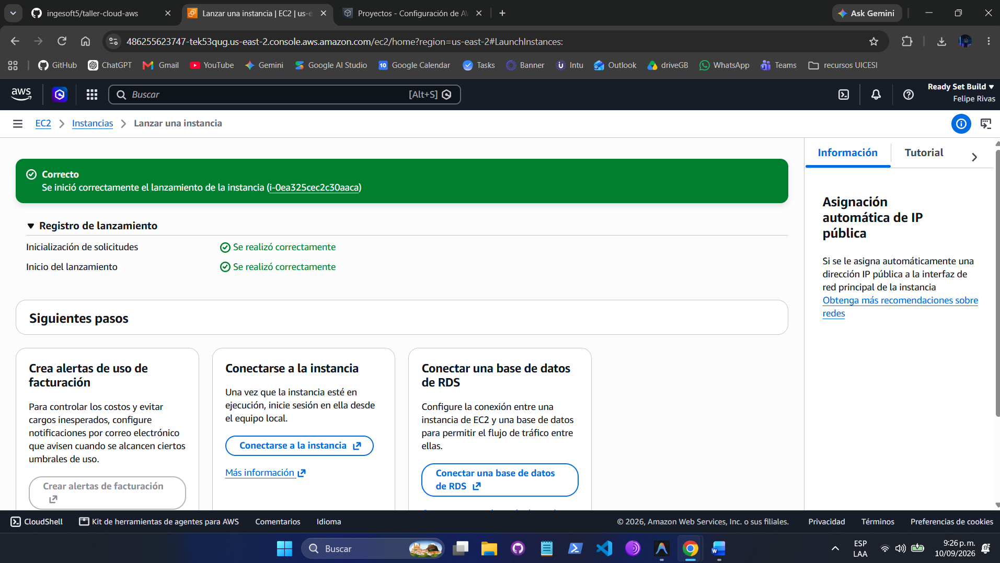 ingesoft5/taller-cloud-aws
Lanzar una instancia | EC2 | us-e
Proyectos - Configuración de AV
Ask Gemini
486255623747-tek53qug.us-east-2.console.aws.amazon.com/ec2/home?region=us-east-2#LaunchInstances:
GitHub
ChatGPT
Gmail
YouTube
Gemini
Google AI Studio
10
Google Calendar
Tasks
Banner
Intu
Outlook
driveGB
WhatsApp
Teams
recursos UICESI
aws
Buscar
[Alt+S]
Ready Set Build
Felipe Rivas
EC2
Instancias
Lanzar una instancia
Correcto
Se inició correctamente el lanzamiento de la instancia (i-0ea325cec2c30aaca)
Registro de lanzamiento
Inicialización de solicitudes
Se realizó correctamente
Inicio del lanzamiento
Se realizó correctamente
Siguientes pasos
Crea alertas de uso de
facturación
Para controlar los costos y evitar
cargos inesperados, configure
notificaciones por correo electrónico
que avisen cuando se alcancen ciertos
umbrales de uso.
Crear alertas de facturación
Conectarse a la instancia
Una vez que la instancia esté en
ejecución, inicie sesión en ella desde
el equipo local.
Conectarse a la instancia
Más información
Conectar una base de datos
de RDS
Configure la conexión entre una
instancia de EC2 y una base de datos
para permitir el flujo de tráfico entre
ellas.
Conectar una base de datos
de RDS
Información
Tutorial
Asignación
automática de IP
pública
Si se le asigna automáticamente una
dirección IP pública a la interfaz de
red principal de la instancia
Obtenga más recomendaciones sobre
redes
CloudShell
Kit de herramientas de agentes para AWS
Comentarios
Idioma
© 2026, Amazon Web Services, Inc. o sus filiales.
Privacidad
Términos
Preferencias de cookies
Buscar
ESP
LAA
9:26 p. m.
10/09/2026